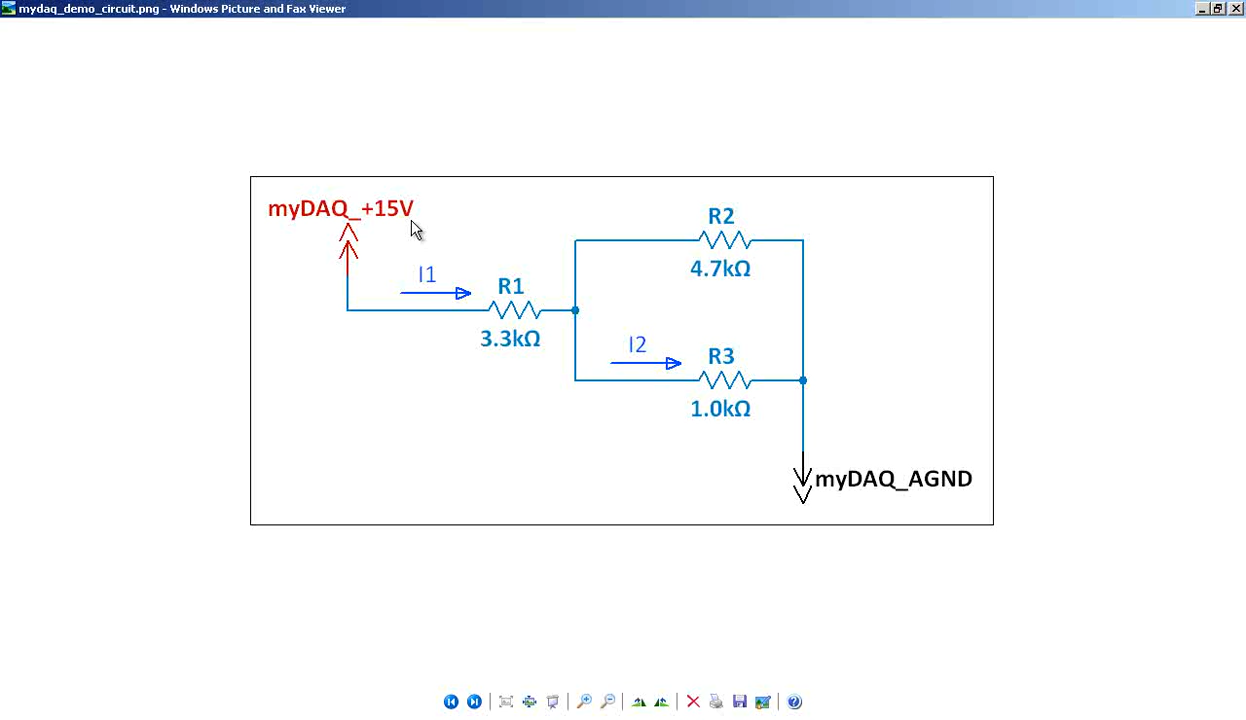 mydaq_demo_circuit.png - Windows Picture and Fax Viewer
myDAQ_+15V
R2
4.7kΩ
I1
R1
3.3kΩ
I2
R3
1.0kΩ
myDAQ_AGND